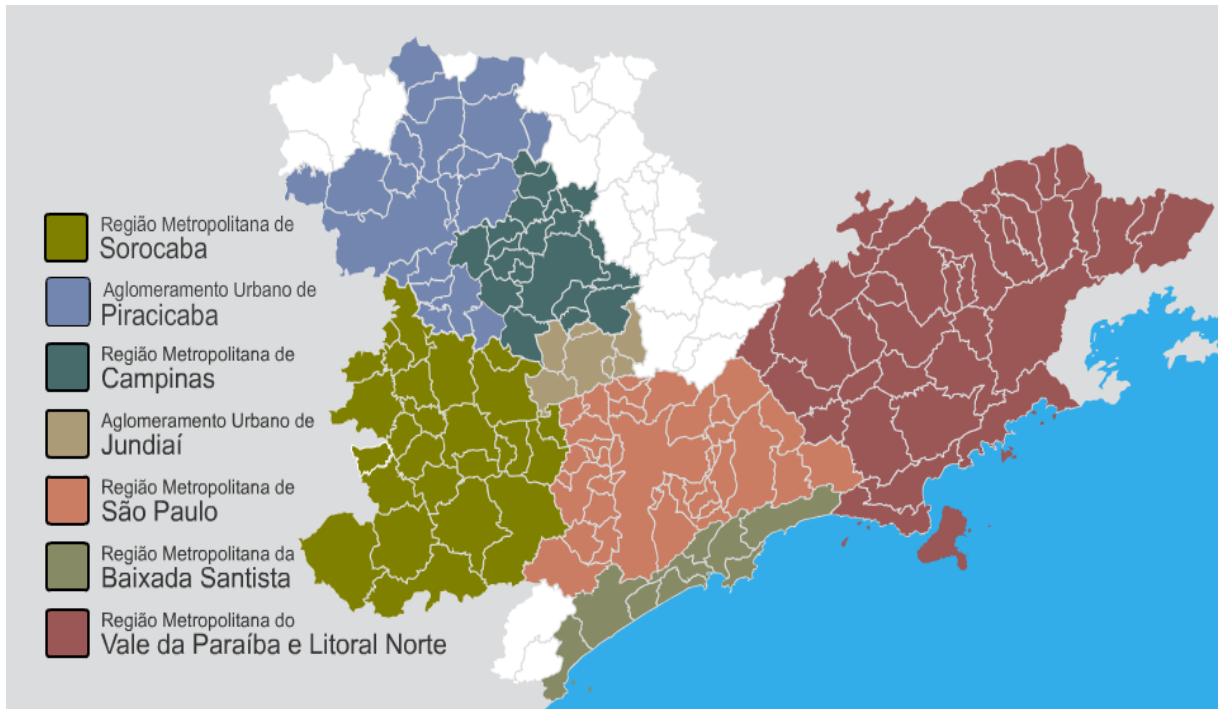 Região Metropolitana de
Sorocaba
Aglomeramento Urbano de
Piracicaba
Região Metropolitana de
Campinas
Aglomeramento Urbano de
Jundiaí
Região Metropolitana de
São Paulo
Região Metropolitana da
Baixada Santista
Região Metropolitana do
Vale da Paraíba e Litoral Norte